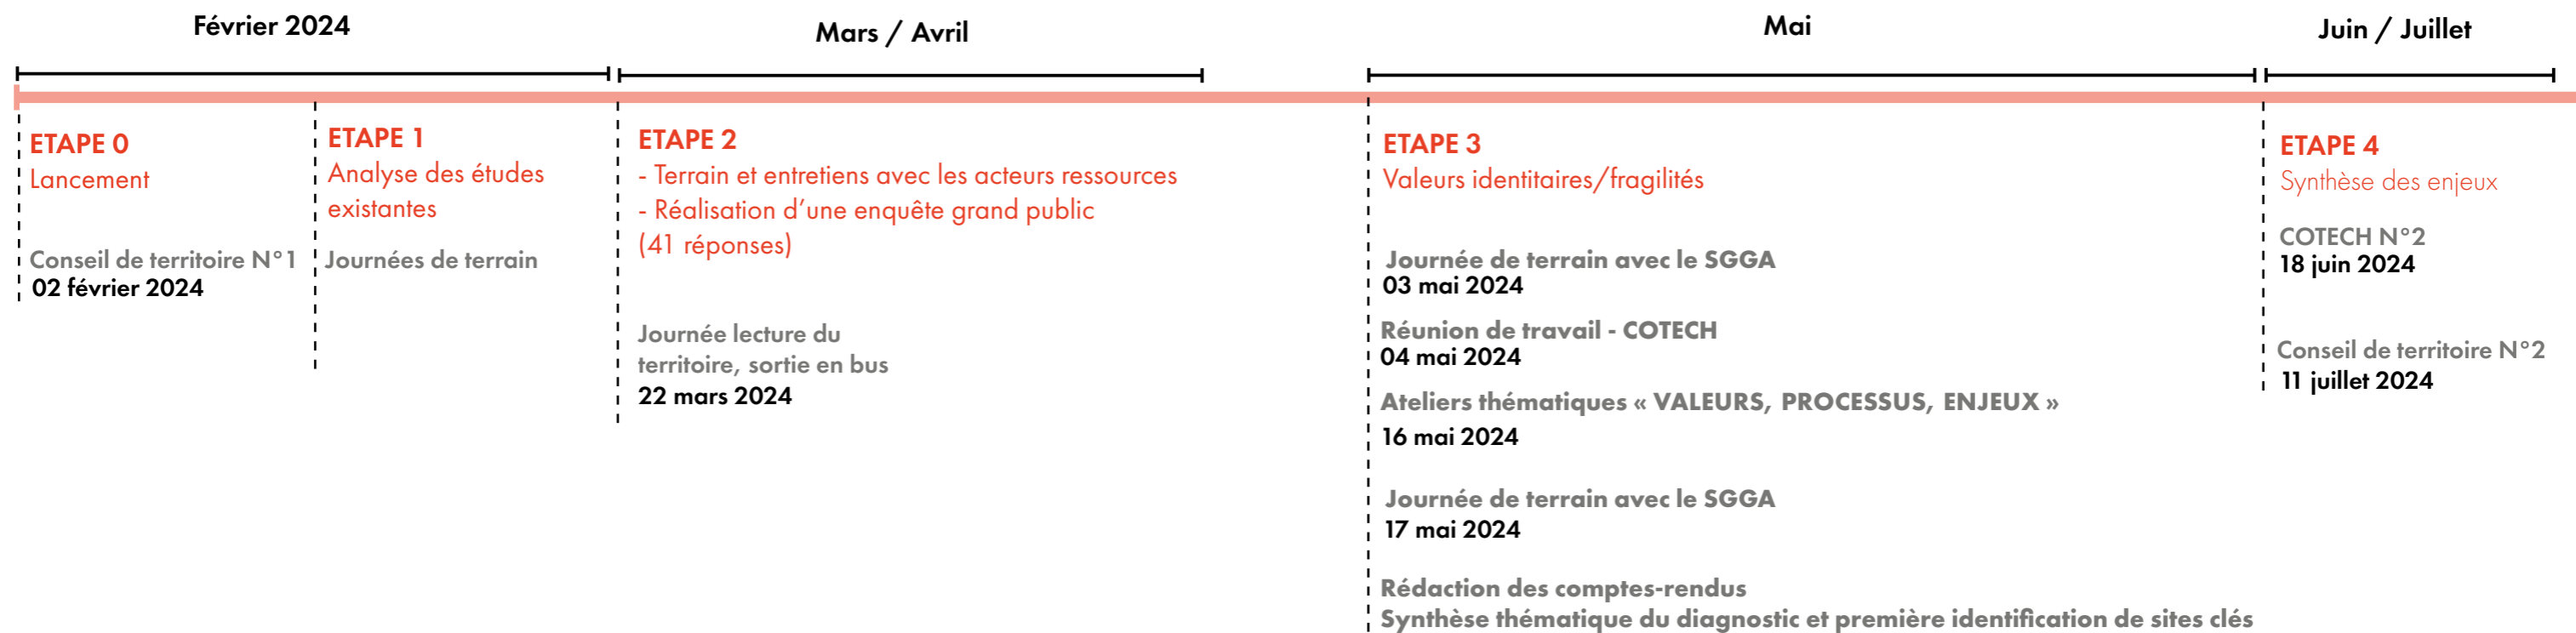 Février 2024
Mars / Avril
Mai
Juin / Juillet
ETAPE 0
Lancement
Conseil de territoire N°1
02 février 2024
ETAPE 1
Analyse des études
existantes
Journées de terrain
ETAPE 2
- Terrain et entretiens avec les acteurs ressources
- Réalisation d’une enquête grand public
(41 réponses)
Journée lecture du
territoire, sortie en bus
22 mars 2024
ETAPE 3
Valeurs identitaires/fragilités
Journée de terrain avec le SGGA
03 mai 2024
Réunion de travail - COTECH
04 mai 2024
Ateliers thématiques « VALEURS, PROCESSUS, ENJEUX »
16 mai 2024
Journée de terrain avec le SGGA
17 mai 2024
Rédaction des comptes-rendus
Synthèse thématique du diagnostic et première identification de sites clés
ETAPE 4
Synthèse des enjeux
COTECH N°2
18 juin 2024
Conseil de territoire N°2
11 juillet 2024